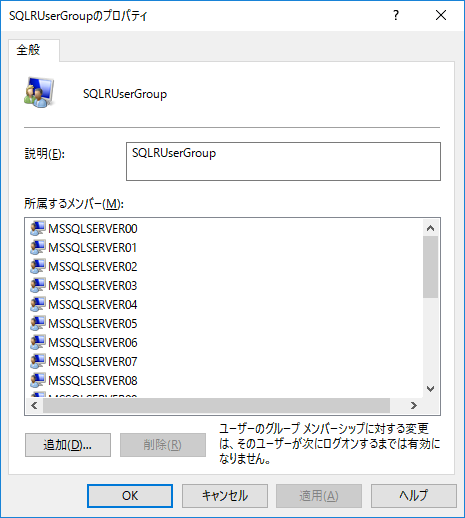 SQLRUserGroupのプロパティ
?
全般
SQLRUserGroup
説明(E):
SQLRUserGroup
所属するメンバー(M):
MSSQLSERVER00
MSSQLSERVER01
MSSQLSERVER02
MSSQLSERVER03
MSSQLSERVER04
MSSQLSERVER05
MSSQLSERVER06
MSSQLSERVER07
MSSQLSERVER08
追加(D)...
削除(R)
ユーザーのグループ メンバーシップに対する変更
は、そのユーザーが次にログオンするまでは有効に
なりません。
OK
キャンセル
適用(A)
ヘルプ